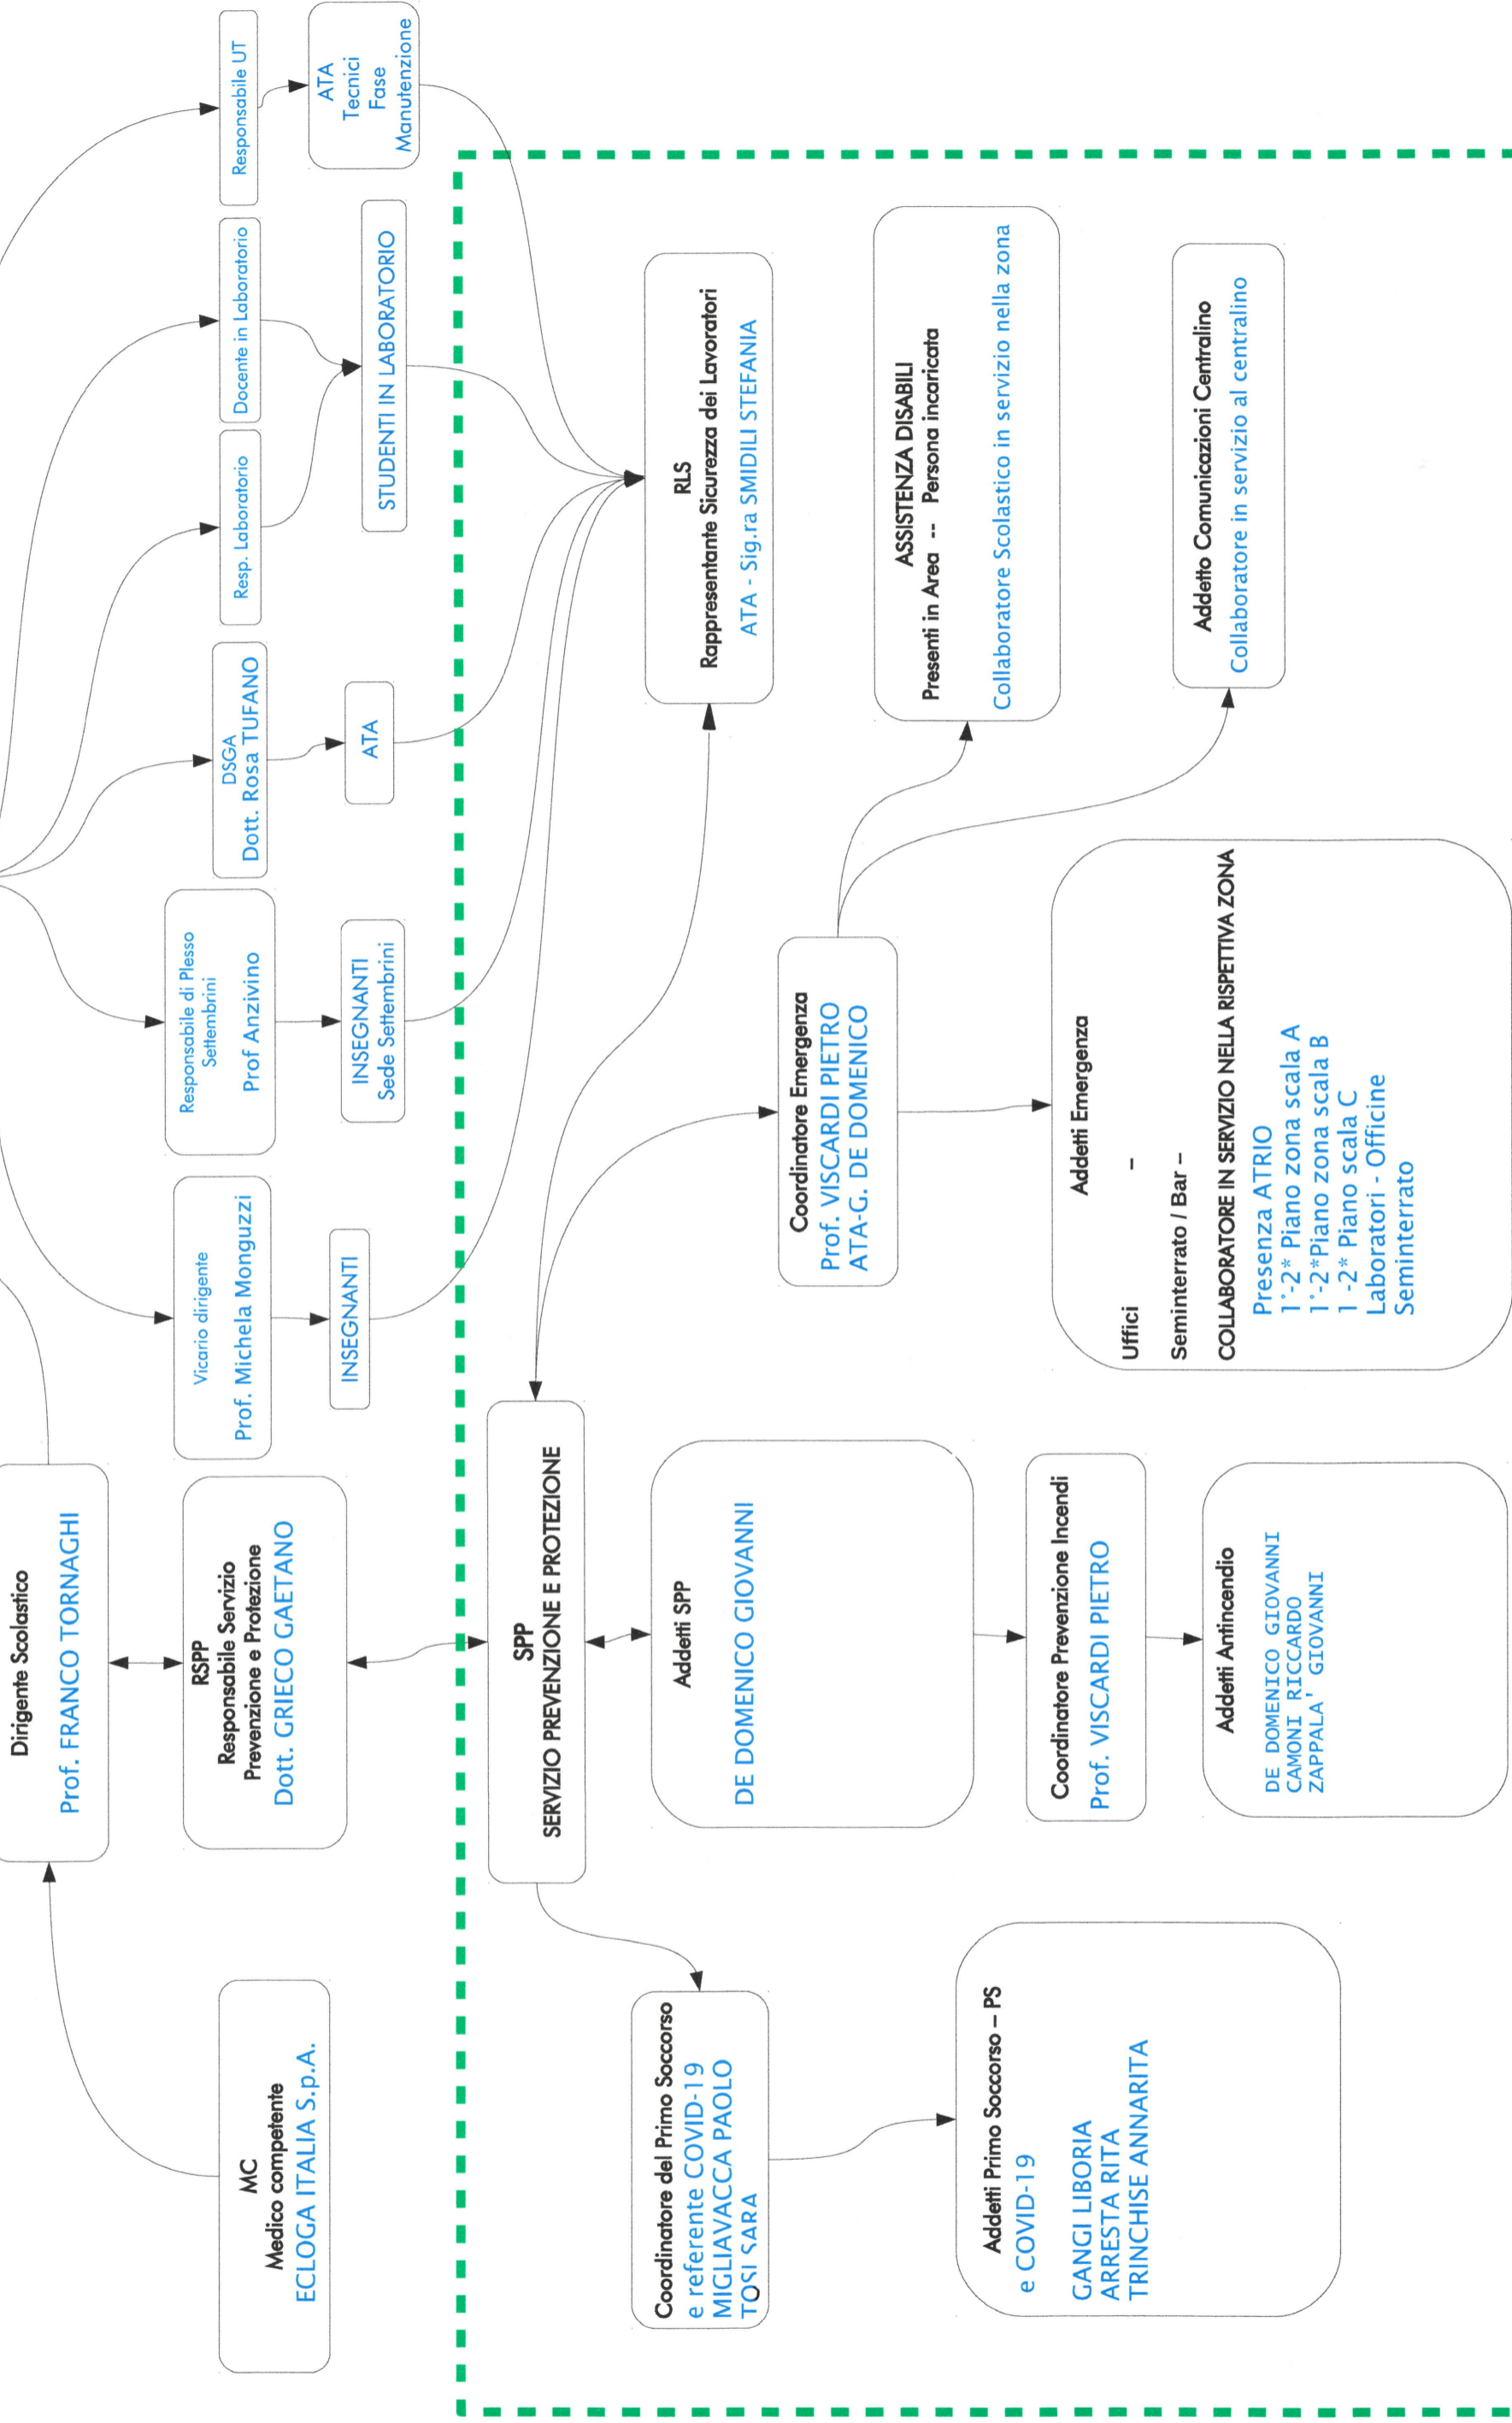 Dirigente Scolastico
Prof. FRANCO TORNAGHI
MC
Medico competente
ECLOGA ITALIA S.p.A.
RSPP
Responsabile Servizio
Prevenzione e Protezione
Dott. GRIECO GAETANO
Vicario dirigente
Prof. Michela Monguzzi
INSEGNANTI
Responsabile di Plesso
Settembrini
Prof Anzivino
INSEGNANTI
Sede Settembrini
DSGA
Dott. Rosa TUFANO
ATA
Resp. Laboratorio
Docente in Laboratorio
STUDENTI IN LABORATORIO
Responsabile UT
ATA
Tecnici
Fase
Manutenzione
SPP
SERVIZIO PREVENZIONE E PROTEZIONE
RLS
Rappresentante Sicurezza dei Lavoratori
ATA - Sig.ra SMIDILI STEFANIA
Coordinatore del Primo Soccorso
e referente COVID-19
MIGLIAVACCA PAOLO
TOSI SARA
Addetti SPP
DE DOMENICO GIOVANNI
Coordinatore Emergenza
Prof. VISCARDI PIETRO
ATA-G. DE DOMENICO
ASSISTENZA DISABILI
Presenti in Area -- Persona incaricata
Collaboratore Scolastico in servizio nella zona
Addetti Primo Soccorso – PS
e COVID-19
GANGI LIBORIA
ARRESTA RITA
TRINCHISE ANNARITA
Coordinatore Prevenzione Incendi
Prof. VISCARDI PIETRO
Addetti Antincendio
DE DOMENICO GIOVANNI
CAMONI RICCARDO
ZAPPALA' GIOVANNI
Addetti Emergenza
Uffici –
Seminterrato / Bar –
COLLABORATORE IN SERVIZIO NELLA RISPETTIVA ZONA
Presenza ATRIO
1°-2* Piano zona scala A
1°-2*Piano zona scala B
1 -2* Piano scala C
Laboratori - Officine
Seminterrato
Addetto Comunicazioni Centralino
Collaboratore in servizio al centralino